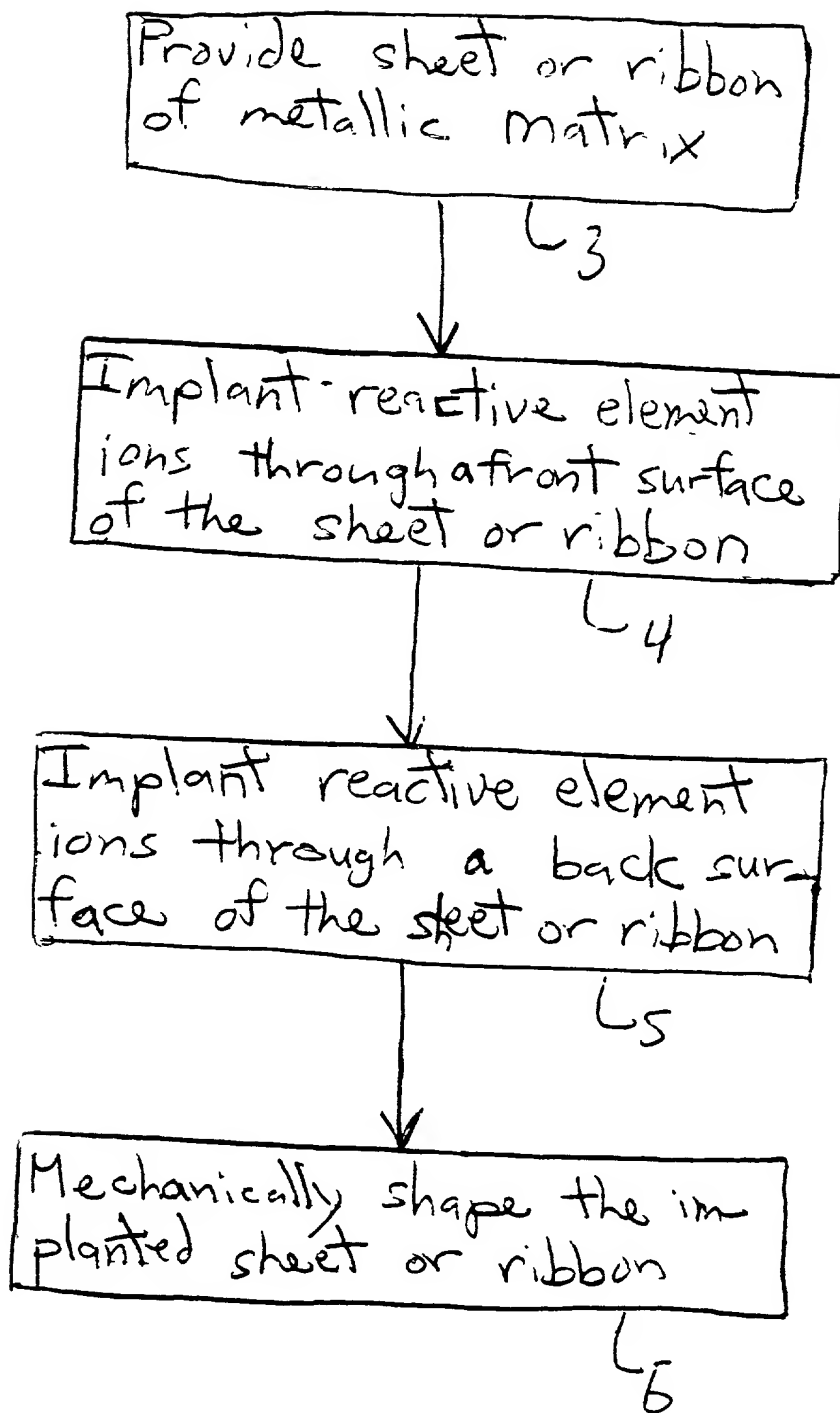 Provide sheet or ribbon
of metallic matrix
3
Implant reactive element
ions through a front surface
of the sheet or ribbon
4
Implant reactive element
ions through a back sur-
face of the sheet or ribbon
5
Mechanically shape the im-
planted sheet or ribbon
6